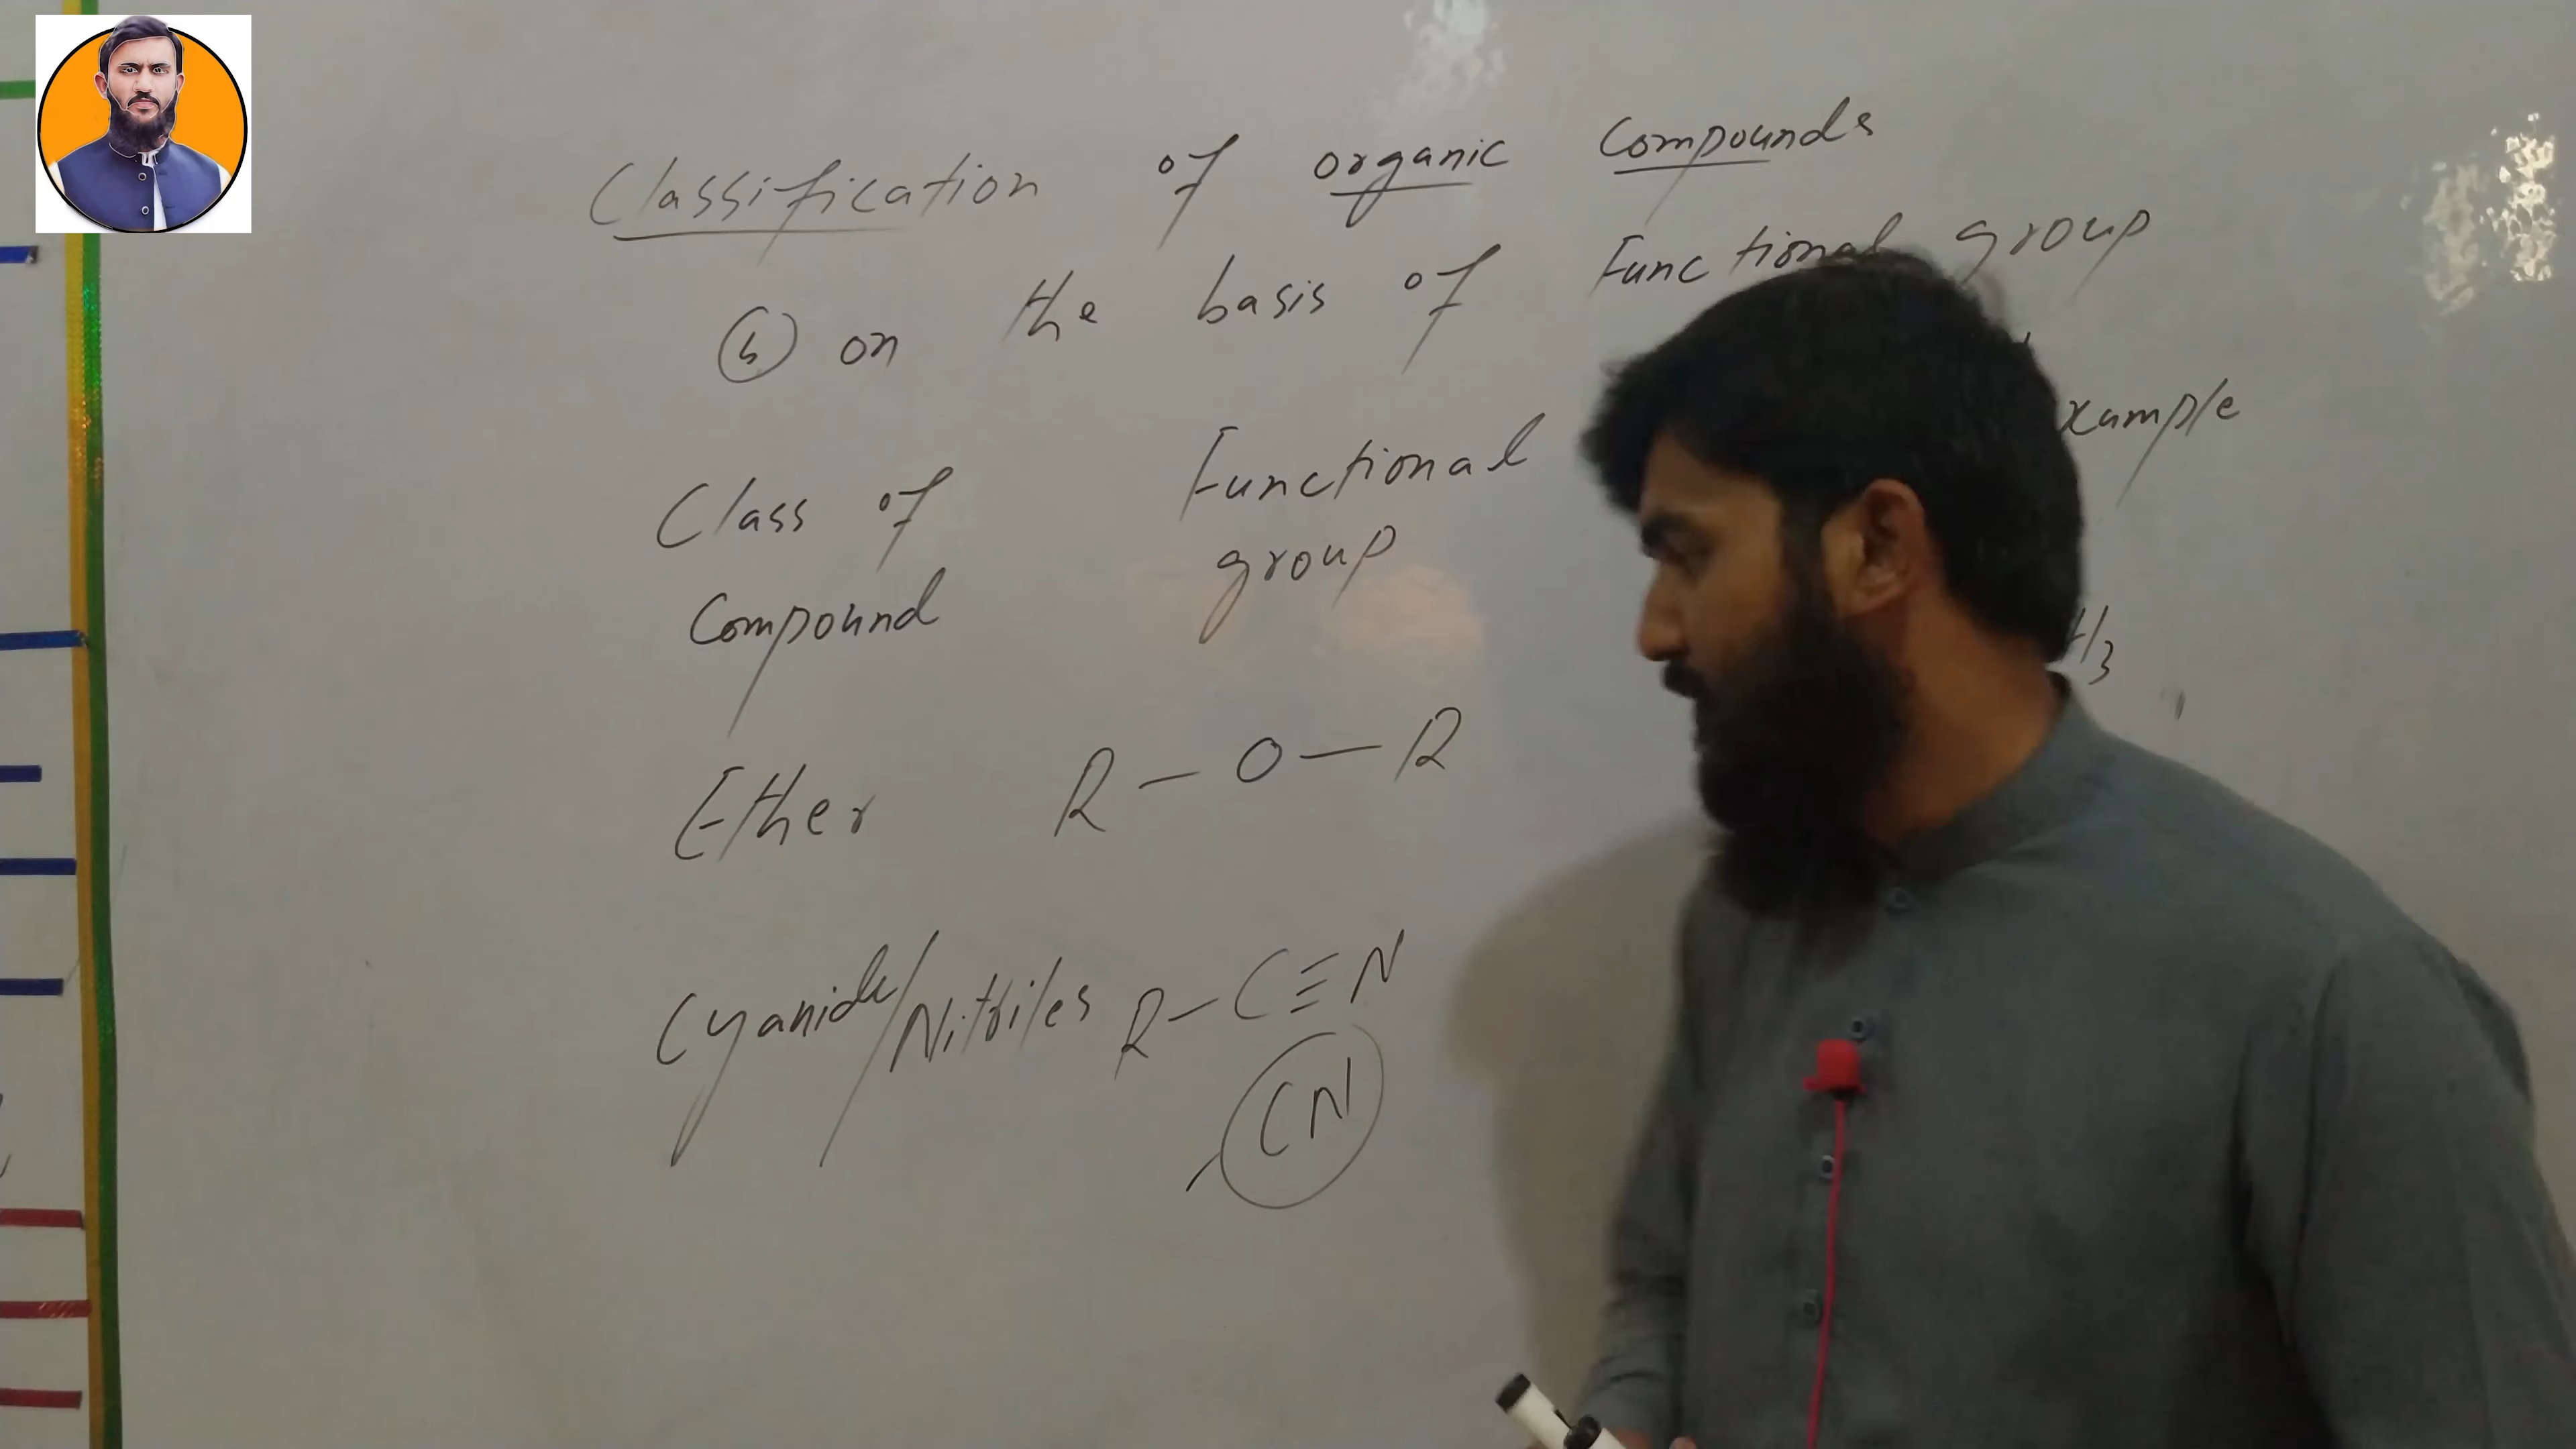 Classification of organic Compounds
(b) on the basis of Functional group
Class of Functional xample
Compound group
H3
Ether R - O - R
Cyanide/Nitriles R - C ≡ N
CN